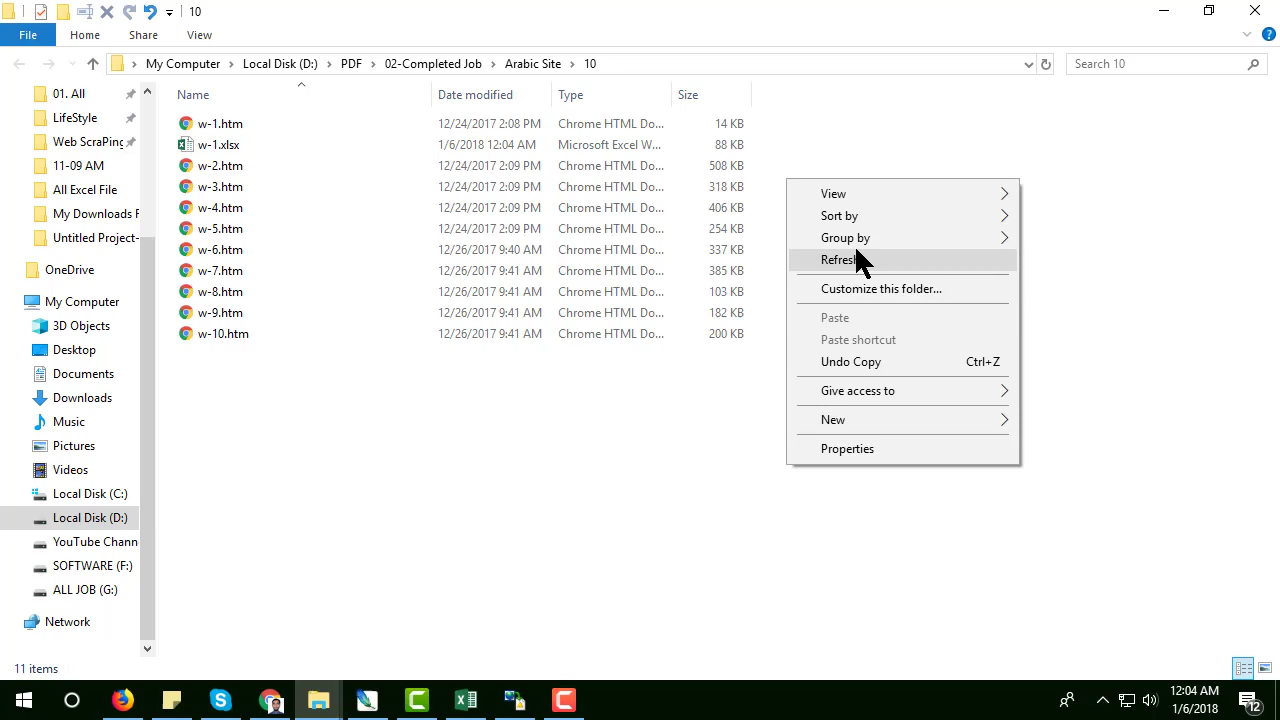 10
File Home Share View
My Computer Local Disk (D:) PDF 02-Completed Job Arabic Site 10
Search 10
01. All
LifeStyle
Web ScraPing
11-09 AM
All Excel File
My Downloads F
Untitled Project-
OneDrive
My Computer
3D Objects
Desktop
Documents
Downloads
Music
Pictures
Videos
Local Disk (C:)
Local Disk (D:)
YouTube Chann
SOFTWARE (F:)
ALL JOB (G:)
Network
Name Date modified Type Size
w-1.htm 12/24/2017 2:08 PM Chrome HTML Do... 14 KB
w-1.xlsx 1/6/2018 12:04 AM Microsoft Excel W... 88 KB
w-2.htm 12/24/2017 2:09 PM Chrome HTML Do... 508 KB
w-3.htm 12/24/2017 2:09 PM Chrome HTML Do... 318 KB
w-4.htm 12/24/2017 2:09 PM Chrome HTML Do... 406 KB
w-5.htm 12/24/2017 2:09 PM Chrome HTML Do... 254 KB
w-6.htm 12/26/2017 9:40 AM Chrome HTML Do... 337 KB
w-7.htm 12/26/2017 9:41 AM Chrome HTML Do... 385 KB
w-8.htm 12/26/2017 9:41 AM Chrome HTML Do... 103 KB
w-9.htm 12/26/2017 9:41 AM Chrome HTML Do... 182 KB
w-10.htm 12/26/2017 9:41 AM Chrome HTML Do... 200 KB
View
Sort by
Group by
Refresh
Customize this folder...
Paste
Paste shortcut
Undo Copy Ctrl+Z
Give access to
New
Properties
11 items
12:04 AM
1/6/2018
12